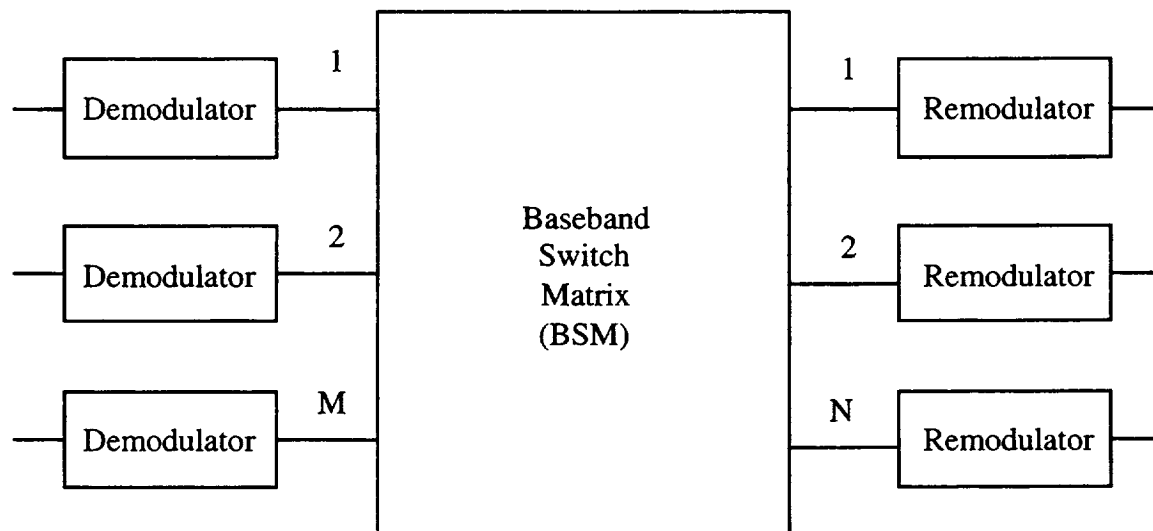 1
Demodulator
1
Remodulator
2
Demodulator
Baseband
Switch
Matrix
(BSM)
2
Remodulator
M
Demodulator
N
Remodulator